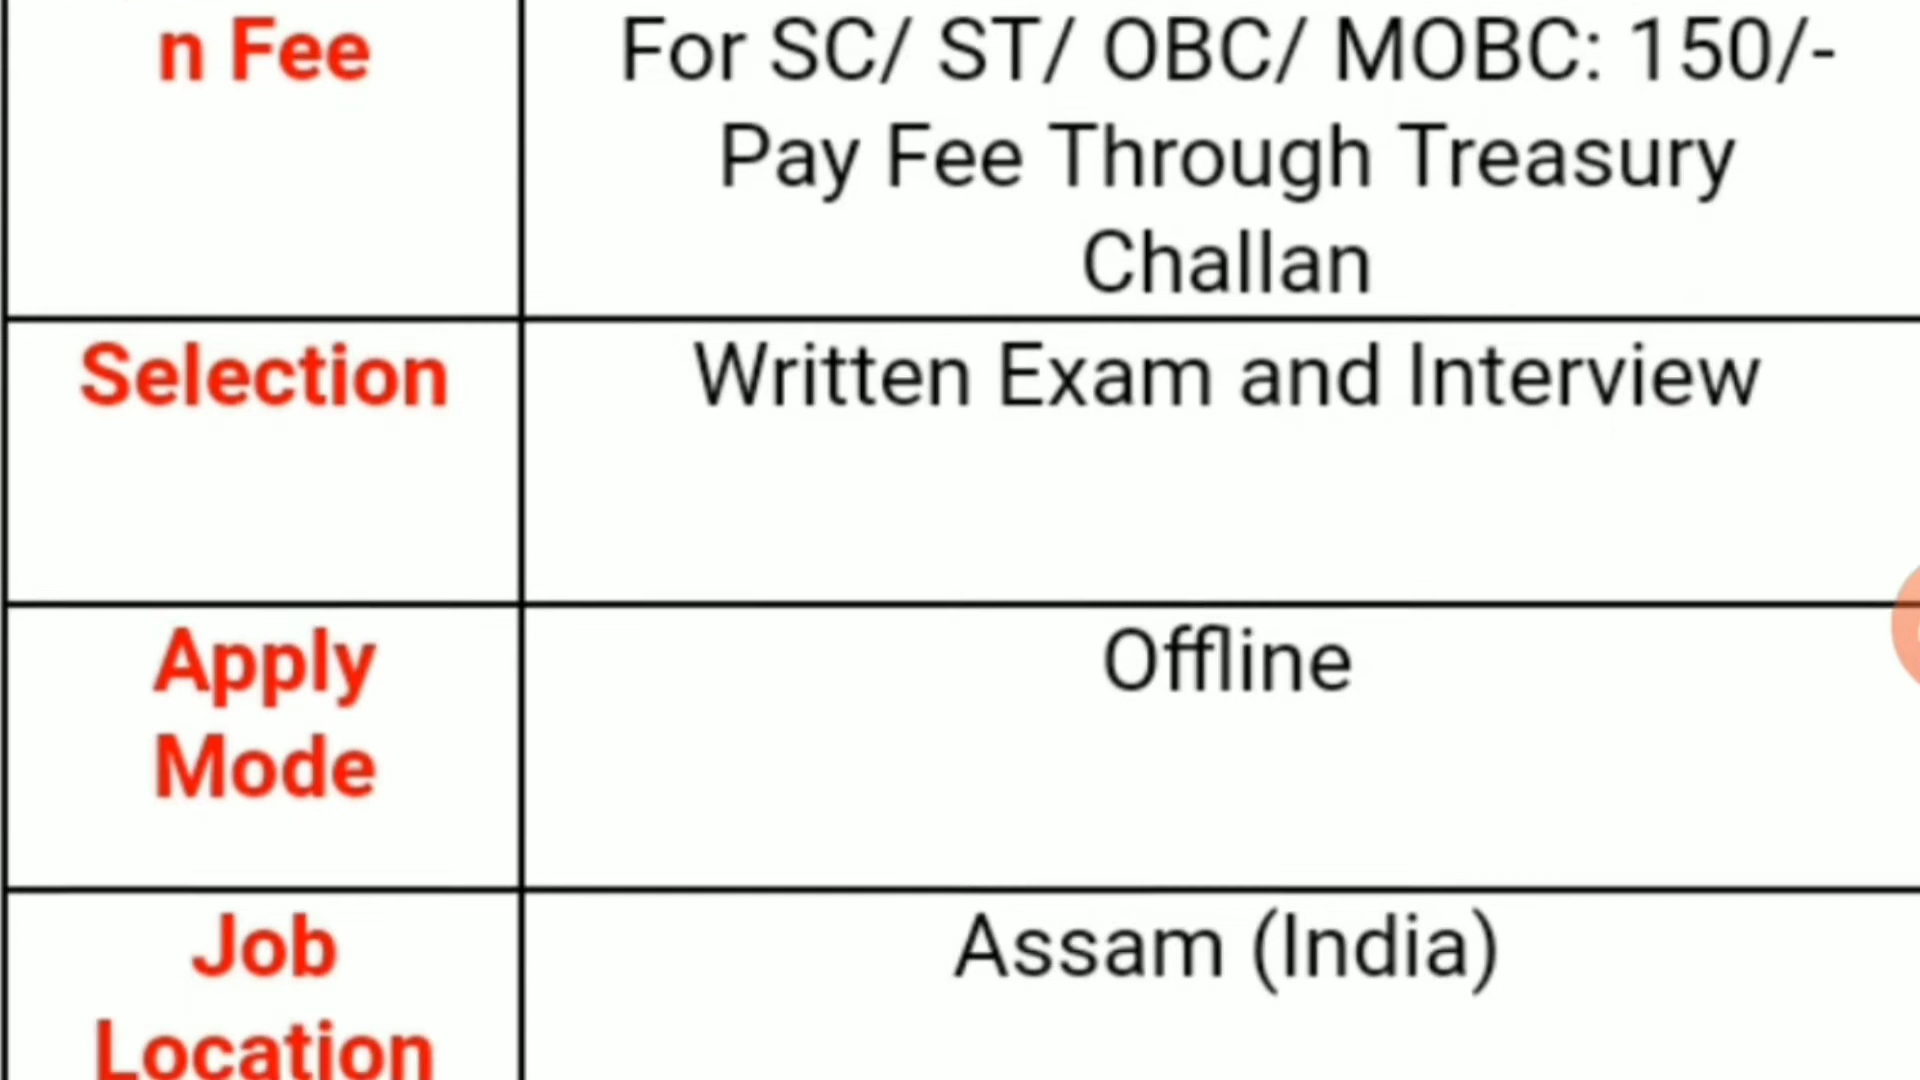 n Fee
For SC/ ST/ OBC/ MOBC: 150/-
Pay Fee Through Treasury
Challan
Selection
Written Exam and Interview
Apply
Mode
Offline
Job
Location
Assam (India)